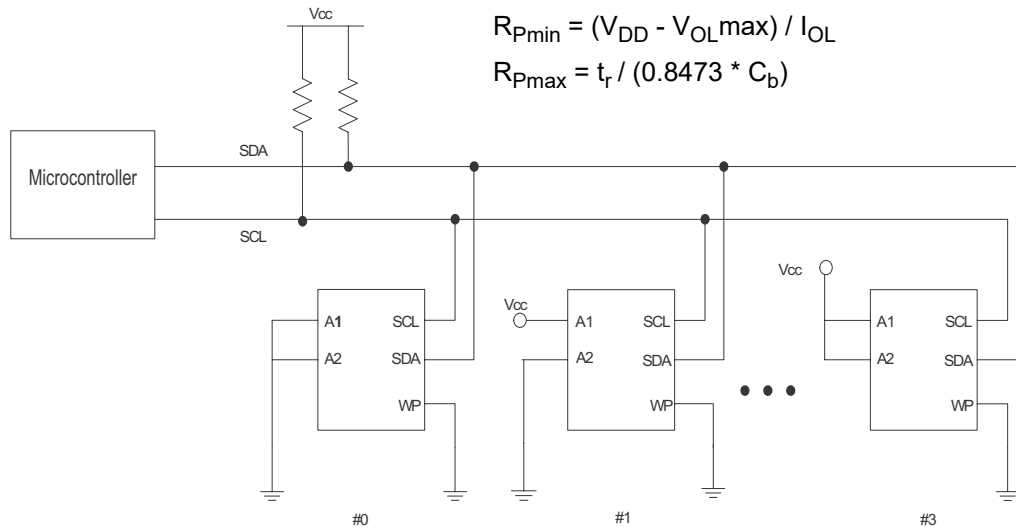 Vcc
R_Pmin = (V_DD - V_OLmax) / I_OL
R_Pmax = t_r / (0.8473 * C_b)
SDA
Microcontroller
SCL
Vcc
Vcc
A1
SCL
A1
SCL
A1
SCL
A2
SDA
A2
SDA
A2
SDA
WP
WP
WP
#0
#1
#3